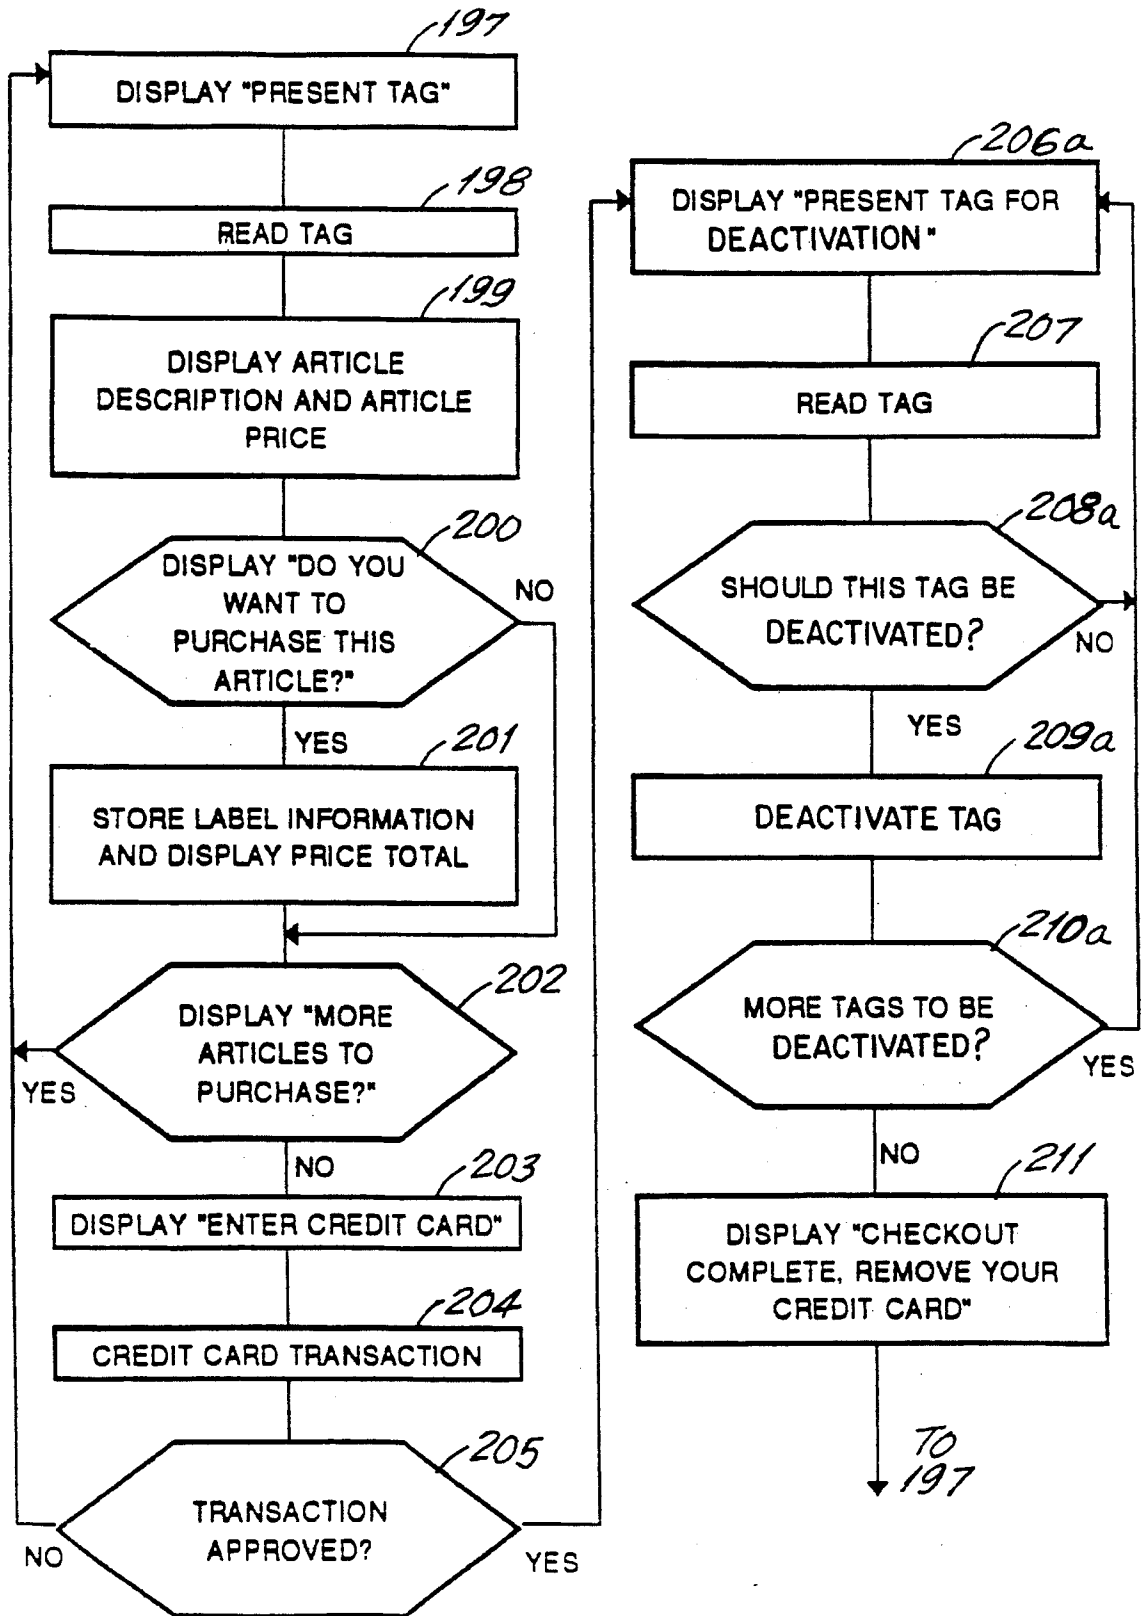 197
DISPLAY "PRESENT TAG"
198
READ TAG
199
DISPLAY ARTICLE
DESCRIPTION AND ARTICLE
PRICE
200
DISPLAY "DO YOU
WANT TO
PURCHASE THIS
ARTICLE?"
NO
YES
201
STORE LABEL INFORMATION
AND DISPLAY PRICE TOTAL
202
DISPLAY "MORE
ARTICLES TO
PURCHASE?"
YES
NO
203
DISPLAY "ENTER CREDIT CARD"
204
CREDIT CARD TRANSACTION
205
TRANSACTION
APPROVED?
NO
YES
206a
DISPLAY "PRESENT TAG FOR
DEACTIVATION"
207
READ TAG
208a
SHOULD THIS TAG BE
DEACTIVATED?
NO
YES
209a
DEACTIVATE TAG
210a
MORE TAGS TO BE
DEACTIVATED?
YES
NO
211
DISPLAY "CHECKOUT
COMPLETE, REMOVE YOUR
CREDIT CARD"
TO
197